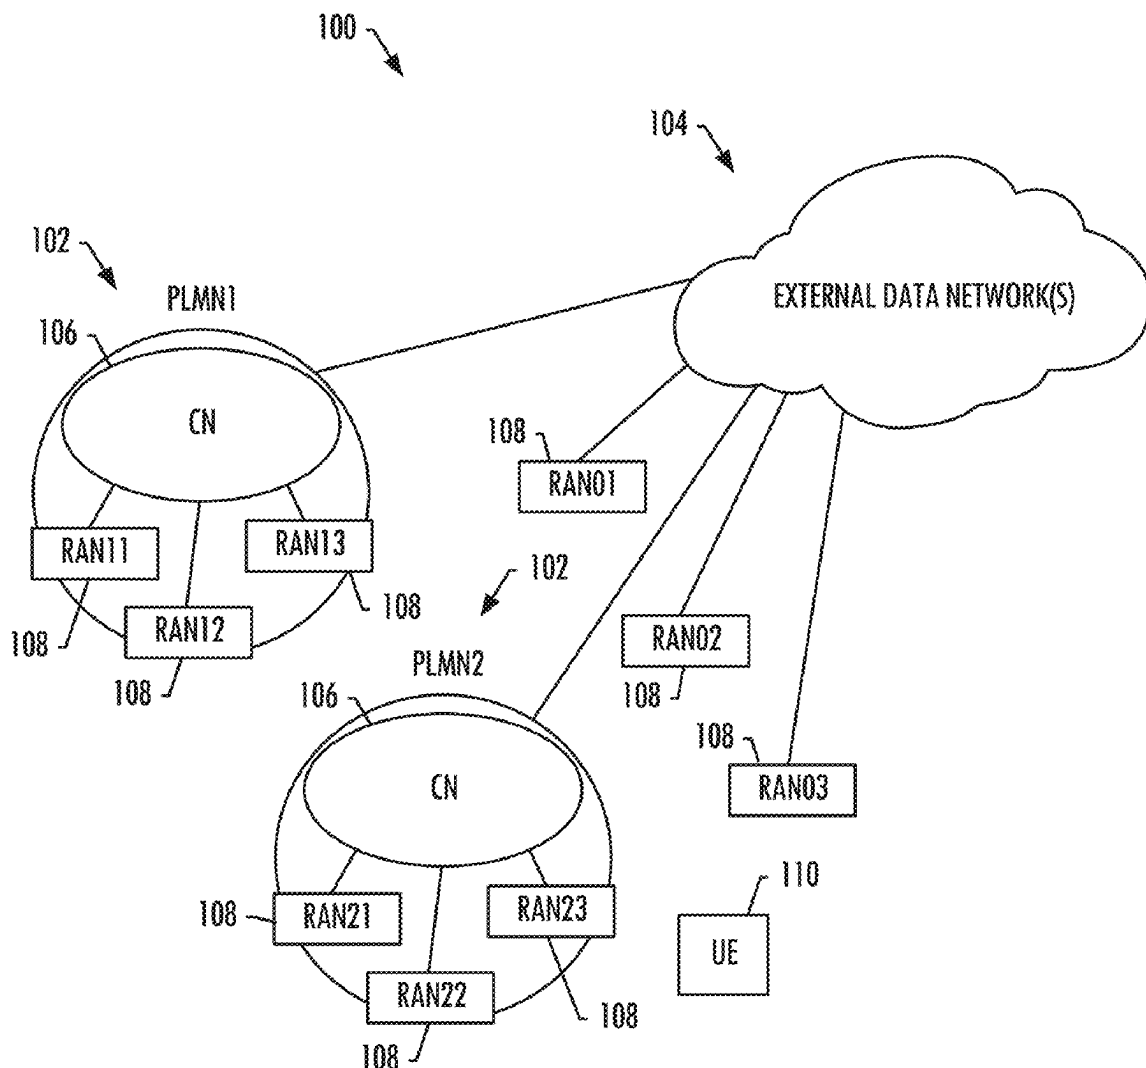 100
104
102
PLMN1
EXTERNAL DATA NETWORK(S)
106
CN
108
RAN01
RAN11
RAN13
102
108
108
RAN12
RAN02
108
PLMN2
108
106
108
CN
RAN03
110
108
RAN21
RAN23
UE
RAN22
108
108